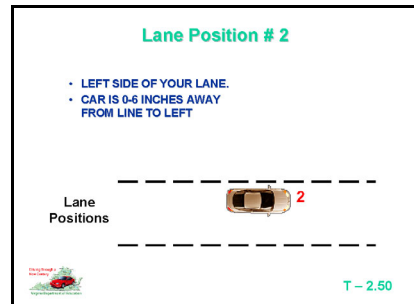 Lane Position # 2
• LEFT SIDE OF YOUR LANE.
• CAR IS 0-6 INCHES AWAY
FROM LINE TO LEFT
2
Lane
Positions
T – 2.50